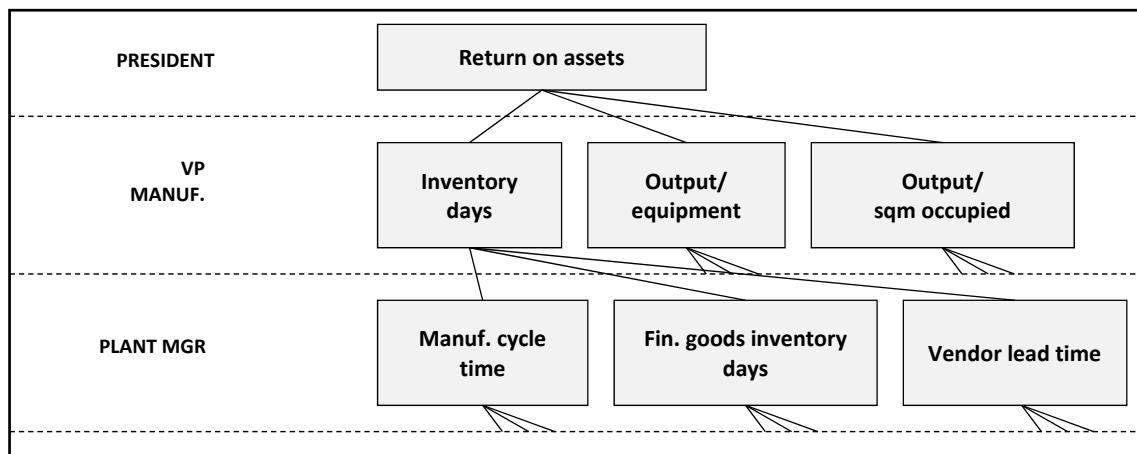 PRESIDENT
Return on assets
VP
MANUF.
Inventory
days
Output/
equipment
Output/
sqm occupied
PLANT MGR
Manuf. cycle
time
Fin. goods inventory
days
Vendor lead time